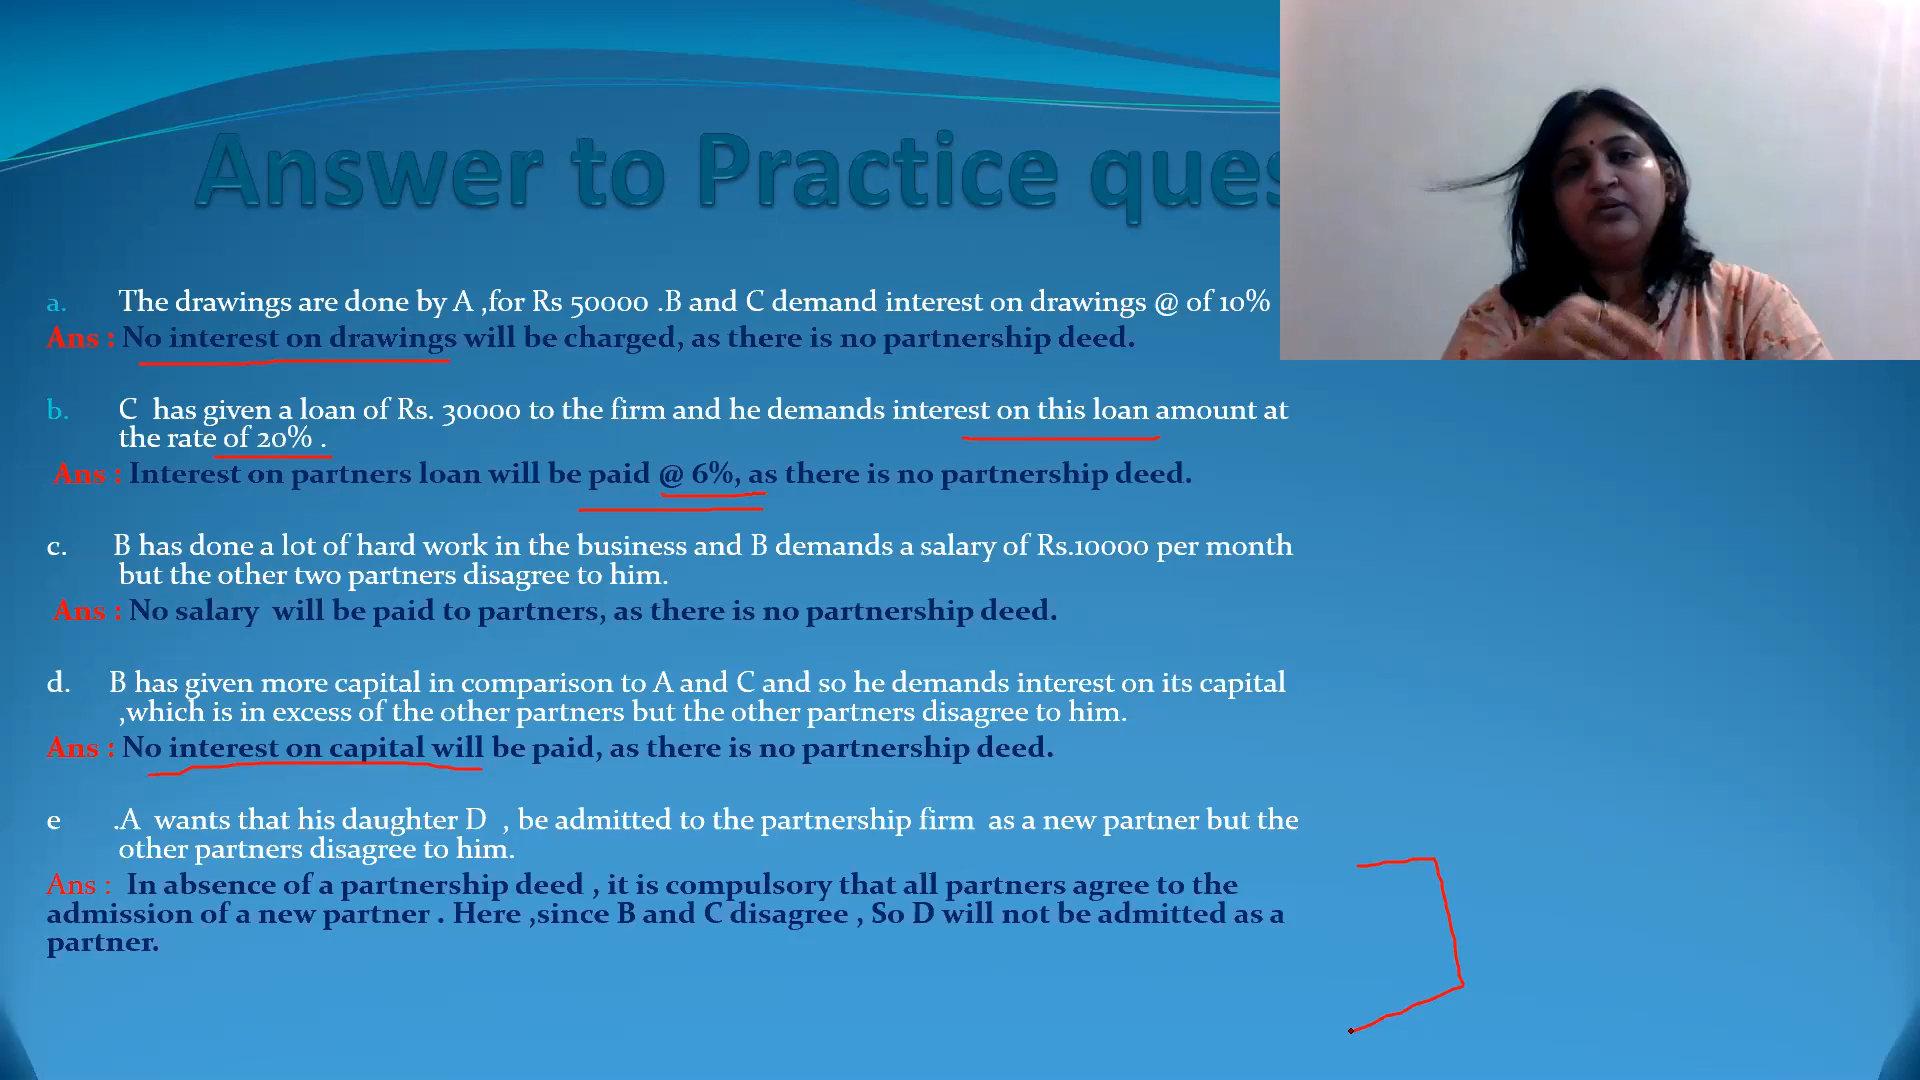 Answer to Practice ques
a. The drawings are done by A ,for Rs 50000 .B and C demand interest on drawings @ of 10%
Ans : No interest on drawings will be charged, as there is no partnership deed.
b. C has given a loan of Rs. 30000 to the firm and he demands interest on this loan amount at
the rate of 20% .
Ans : Interest on partners loan will be paid @ 6%, as there is no partnership deed.
c. B has done a lot of hard work in the business and B demands a salary of Rs.10000 per month
but the other two partners disagree to him.
Ans : No salary will be paid to partners, as there is no partnership deed.
d. B has given more capital in comparison to A and C and so he demands interest on its capital
,which is in excess of the other partners but the other partners disagree to him.
Ans : No interest on capital will be paid, as there is no partnership deed.
e .A wants that his daughter D , be admitted to the partnership firm as a new partner but the
other partners disagree to him.
Ans : In absence of a partnership deed , it is compulsory that all partners agree to the
admission of a new partner . Here ,since B and C disagree , So D will not be admitted as a
partner.